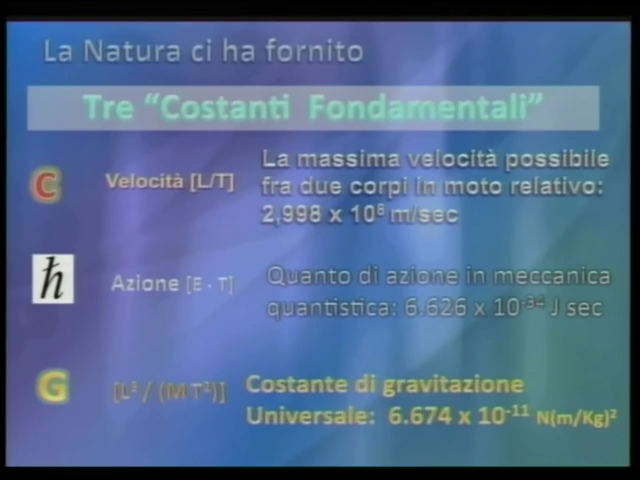 La Natura ci ha fornito
Tre “Costanti Fondamentali”
C
Velocità [L/T]
La massima velocità possibile
fra due corpi in moto relativo:
2,998 x 10⁸ m/sec
ħ
Azione [E · T]
Quanto di azione in meccanica
quantistica: 6.626 x 10⁻³⁴ J sec
G
[L³ / (M T²)]
Costante di gravitazione
Universale: 6.674 x 10⁻¹¹ N(m/Kg)²